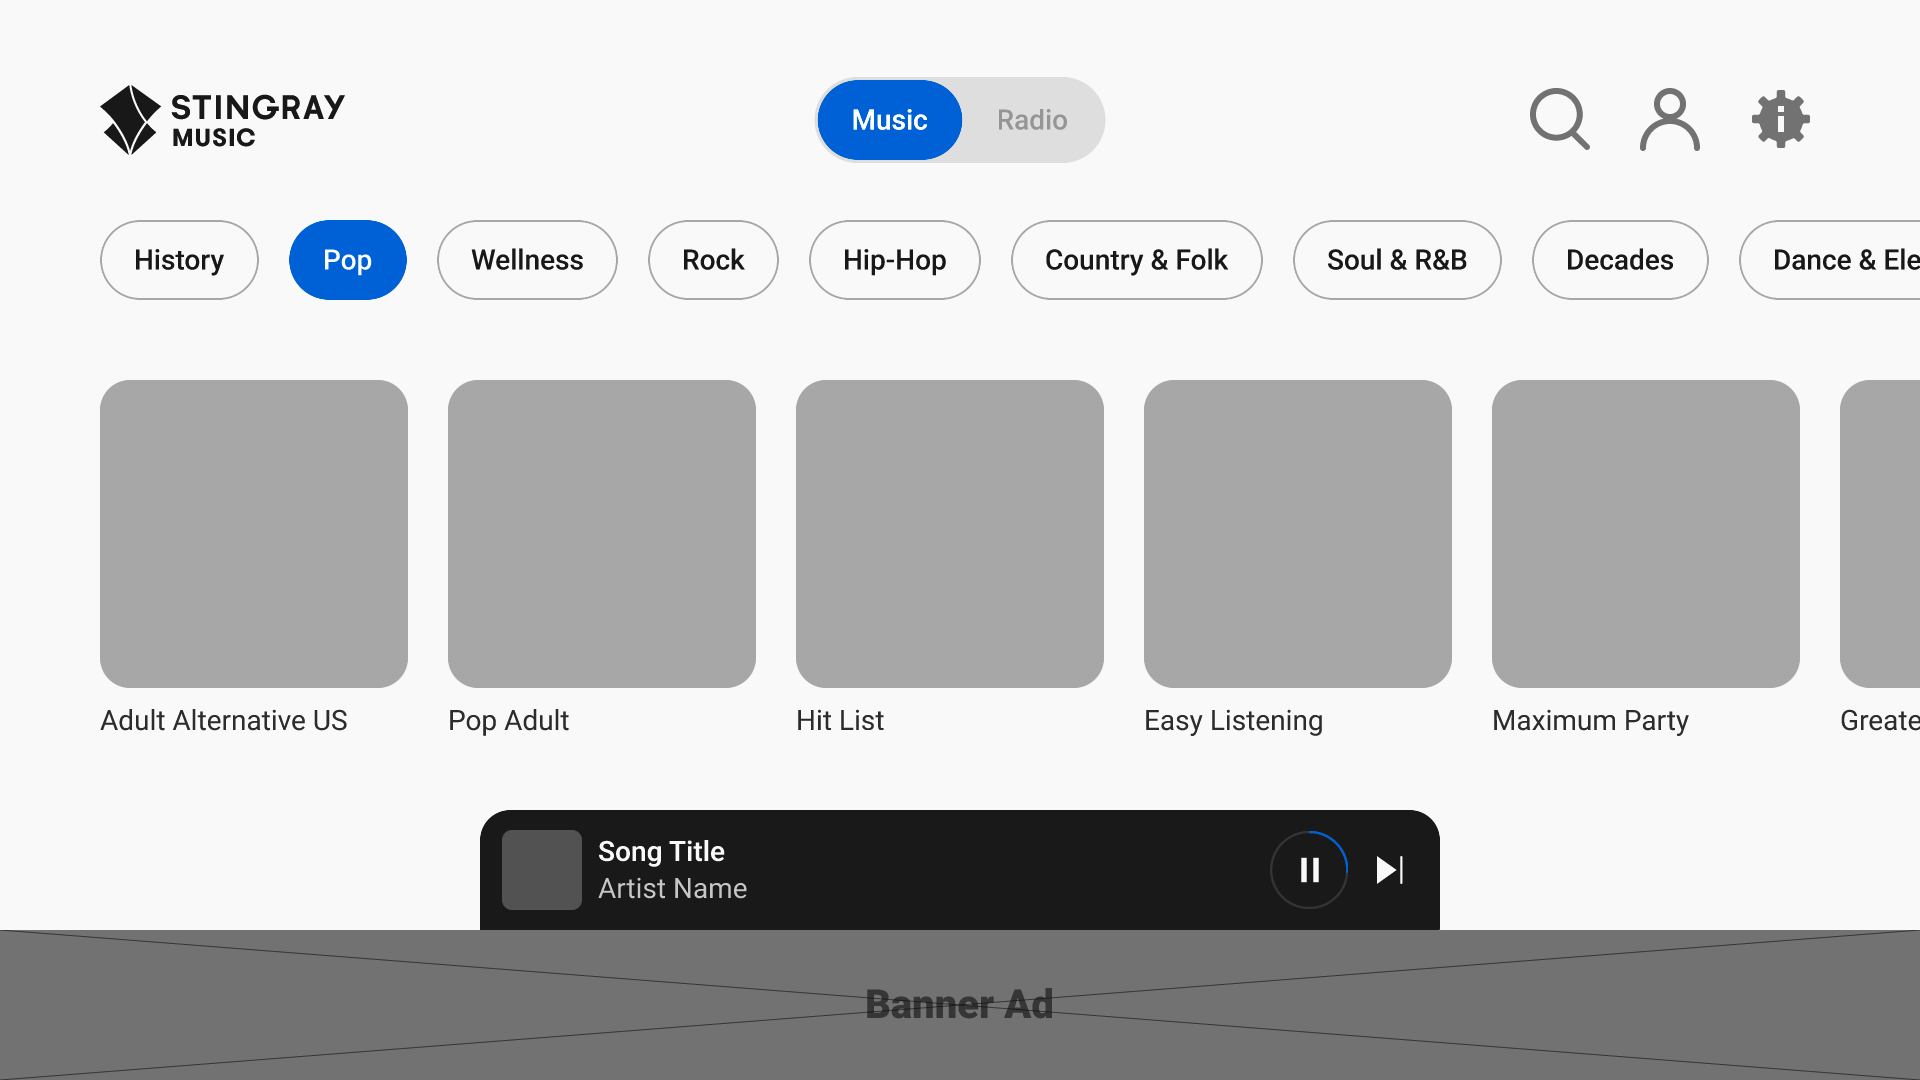 STINGRAY
MUSIC
Music
Radio
History
Pop
Wellness
Rock
Hip-Hop
Country & Folk
Soul & R&B
Decades
Dance & Ele
Adult Alternative US
Pop Adult
Hit List
Easy Listening
Maximum Party
Greate
Song Title
Artist Name
Banner Ad